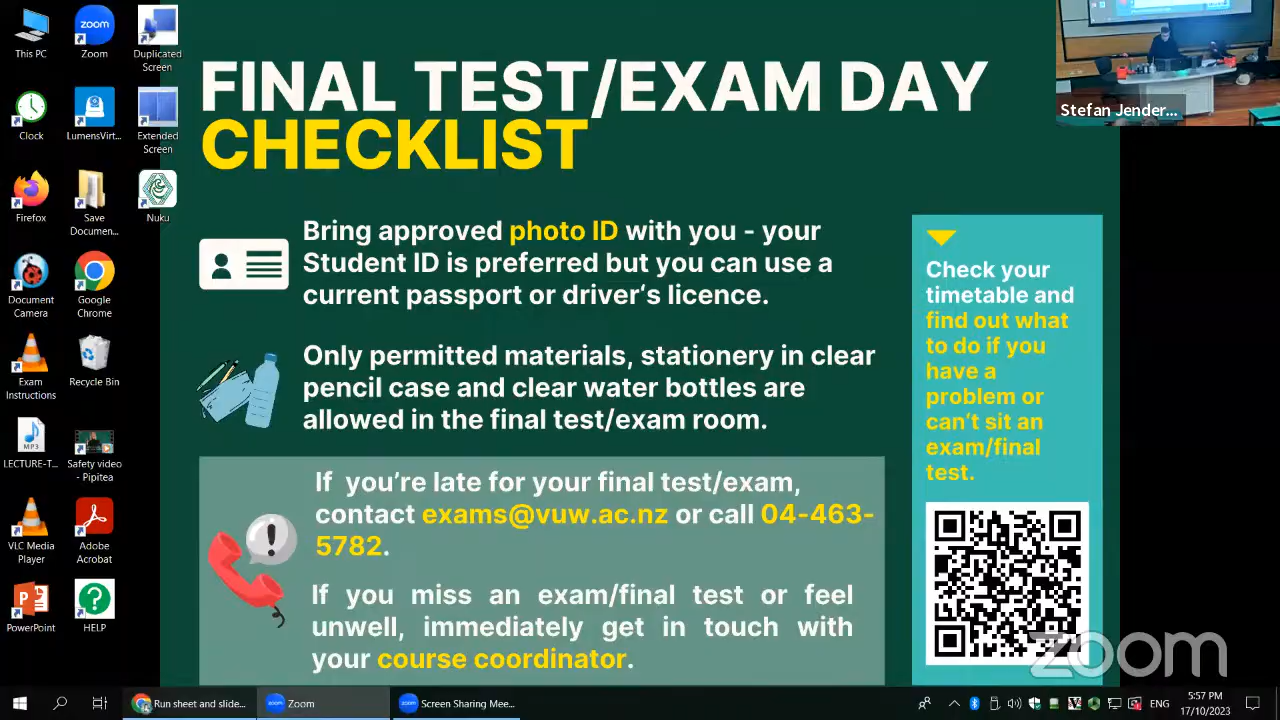 This PC
Zoom
Duplicated
Screen
Clock
LumensVirt...
Extended
Screen
Firefox
Save
Documen...
Nuku
Document
Camera
Google
Chrome
Exam
Instructions
Recycle Bin
LECTURE-T...
Safety video
- Pipitea
VLC Media
Player
Adobe
Acrobat
PowerPoint
HELP
FINAL TEST/EXAM DAY
CHECKLIST
Bring approved photo ID with you - your
Student ID is preferred but you can use a
current passport or driver‘s licence.
Only permitted materials, stationery in clear
pencil case and clear water bottles are
allowed in the final test/exam room.
If you’re late for your final test/exam,
contact exams@vuw.ac.nz or call 04-463-
5782.
If you miss an exam/final test or feel
unwell, immediately get in touch with
your course coordinator.
Check your
timetable and
find out what
to do if you
have a
problem or
can‘t sit an
exam/final
test.
Stefan Jender...
zoom
Run sheet and slide...
Zoom
Screen Sharing Mee...
ENG
5:57 PM
17/10/2023